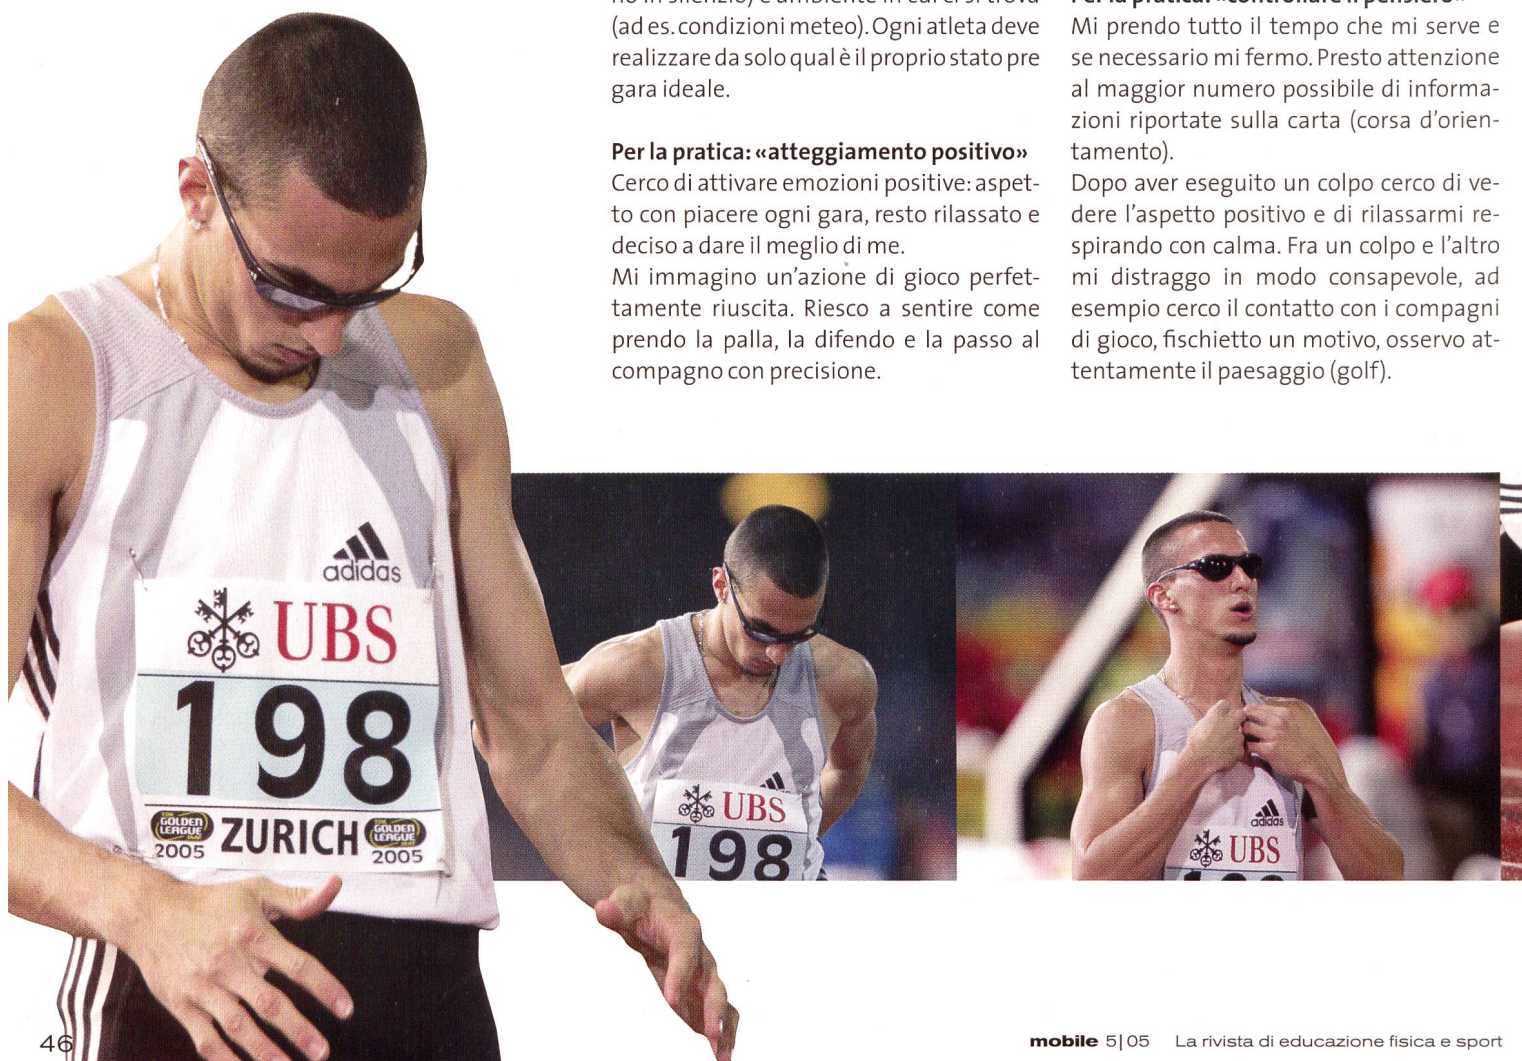 (ad es. condizioni meteo). Ogni atleta deve
realizzare da solo qual è il proprio stato pre
gara ideale.
Per la pratica: «atteggiamento positivo»
Cerco di attivare emozioni positive: aspet-
to con piacere ogni gara, resto rilassato e
deciso a dare il meglio di me.
Mi immagino un’azione di gioco perfet-
tamente riuscita. Riesco a sentire come
prendo la palla, la difendo e la passo al
compagno con precisione.
Per la pratica: «controllare il pensiero»
Mi prendo tutto il tempo che mi serve e
se necessario mi fermo. Presto attenzione
al maggior numero possibile di informa-
zioni riportate sulla carta (corsa d’orien-
tamento).
Dopo aver eseguito un colpo cerco di ve-
dere l’aspetto positivo e di rilassarmi re-
spirando con calma. Fra un colpo e l’altro
mi distraggo in modo consapevole, ad
esempio cerco il contatto con i compagni
di gioco, fischietto un motivo, osservo at-
tentamente il paesaggio (golf).
adidas
UBS
198
GOLDEN
LEAGUE
2005
ZURICH
GOLDEN
LEAGUE
2005
UBS
198
adidas
UBS
46
mobile 5|05 La rivista di educazione fisica e sport